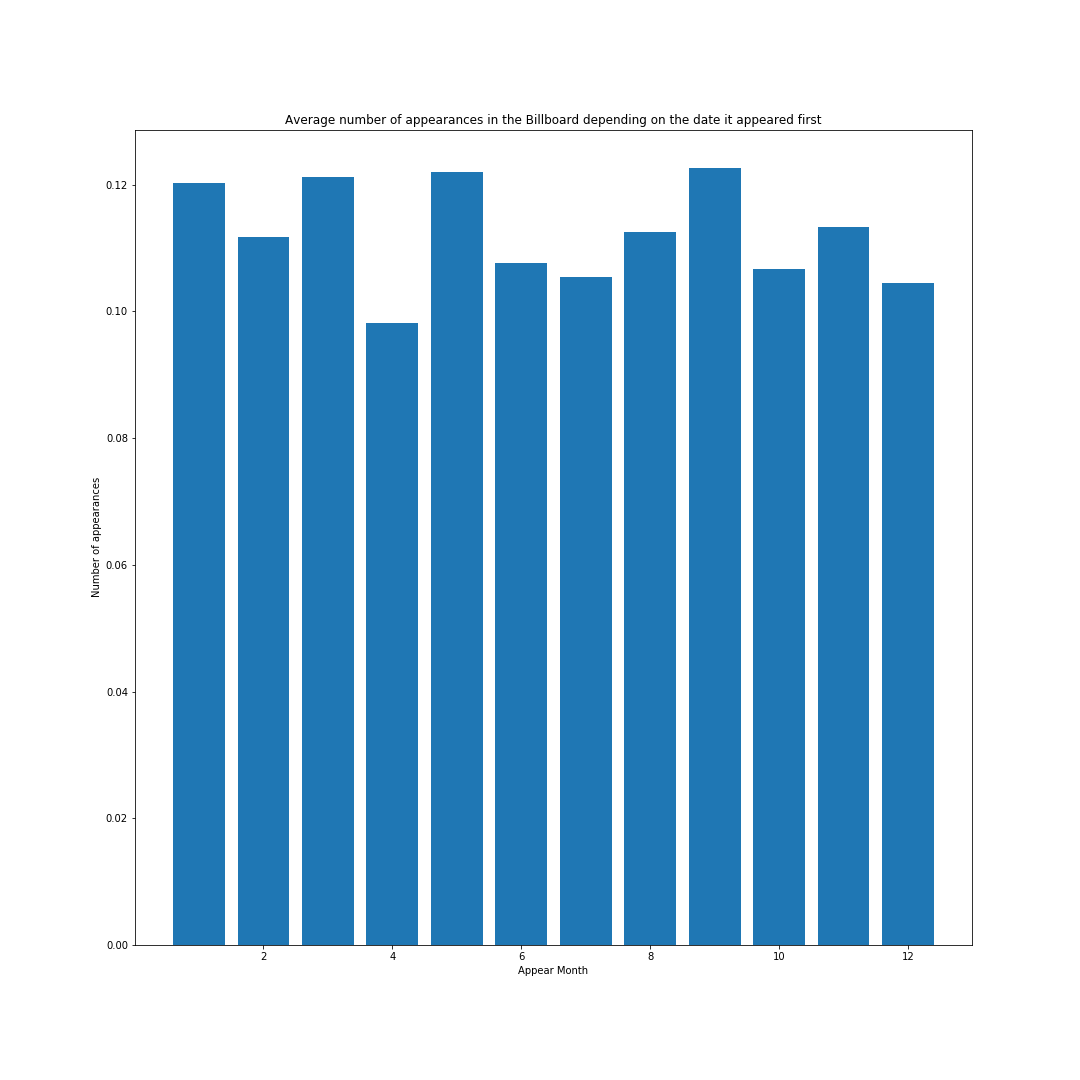 Average number of appearances in the Billboard depending on the date it appeared first
0.12
0.10
0.08
0.06
0.04
0.02
0.00
Number of appearances
2 4 6 8 10 12
Appear Month